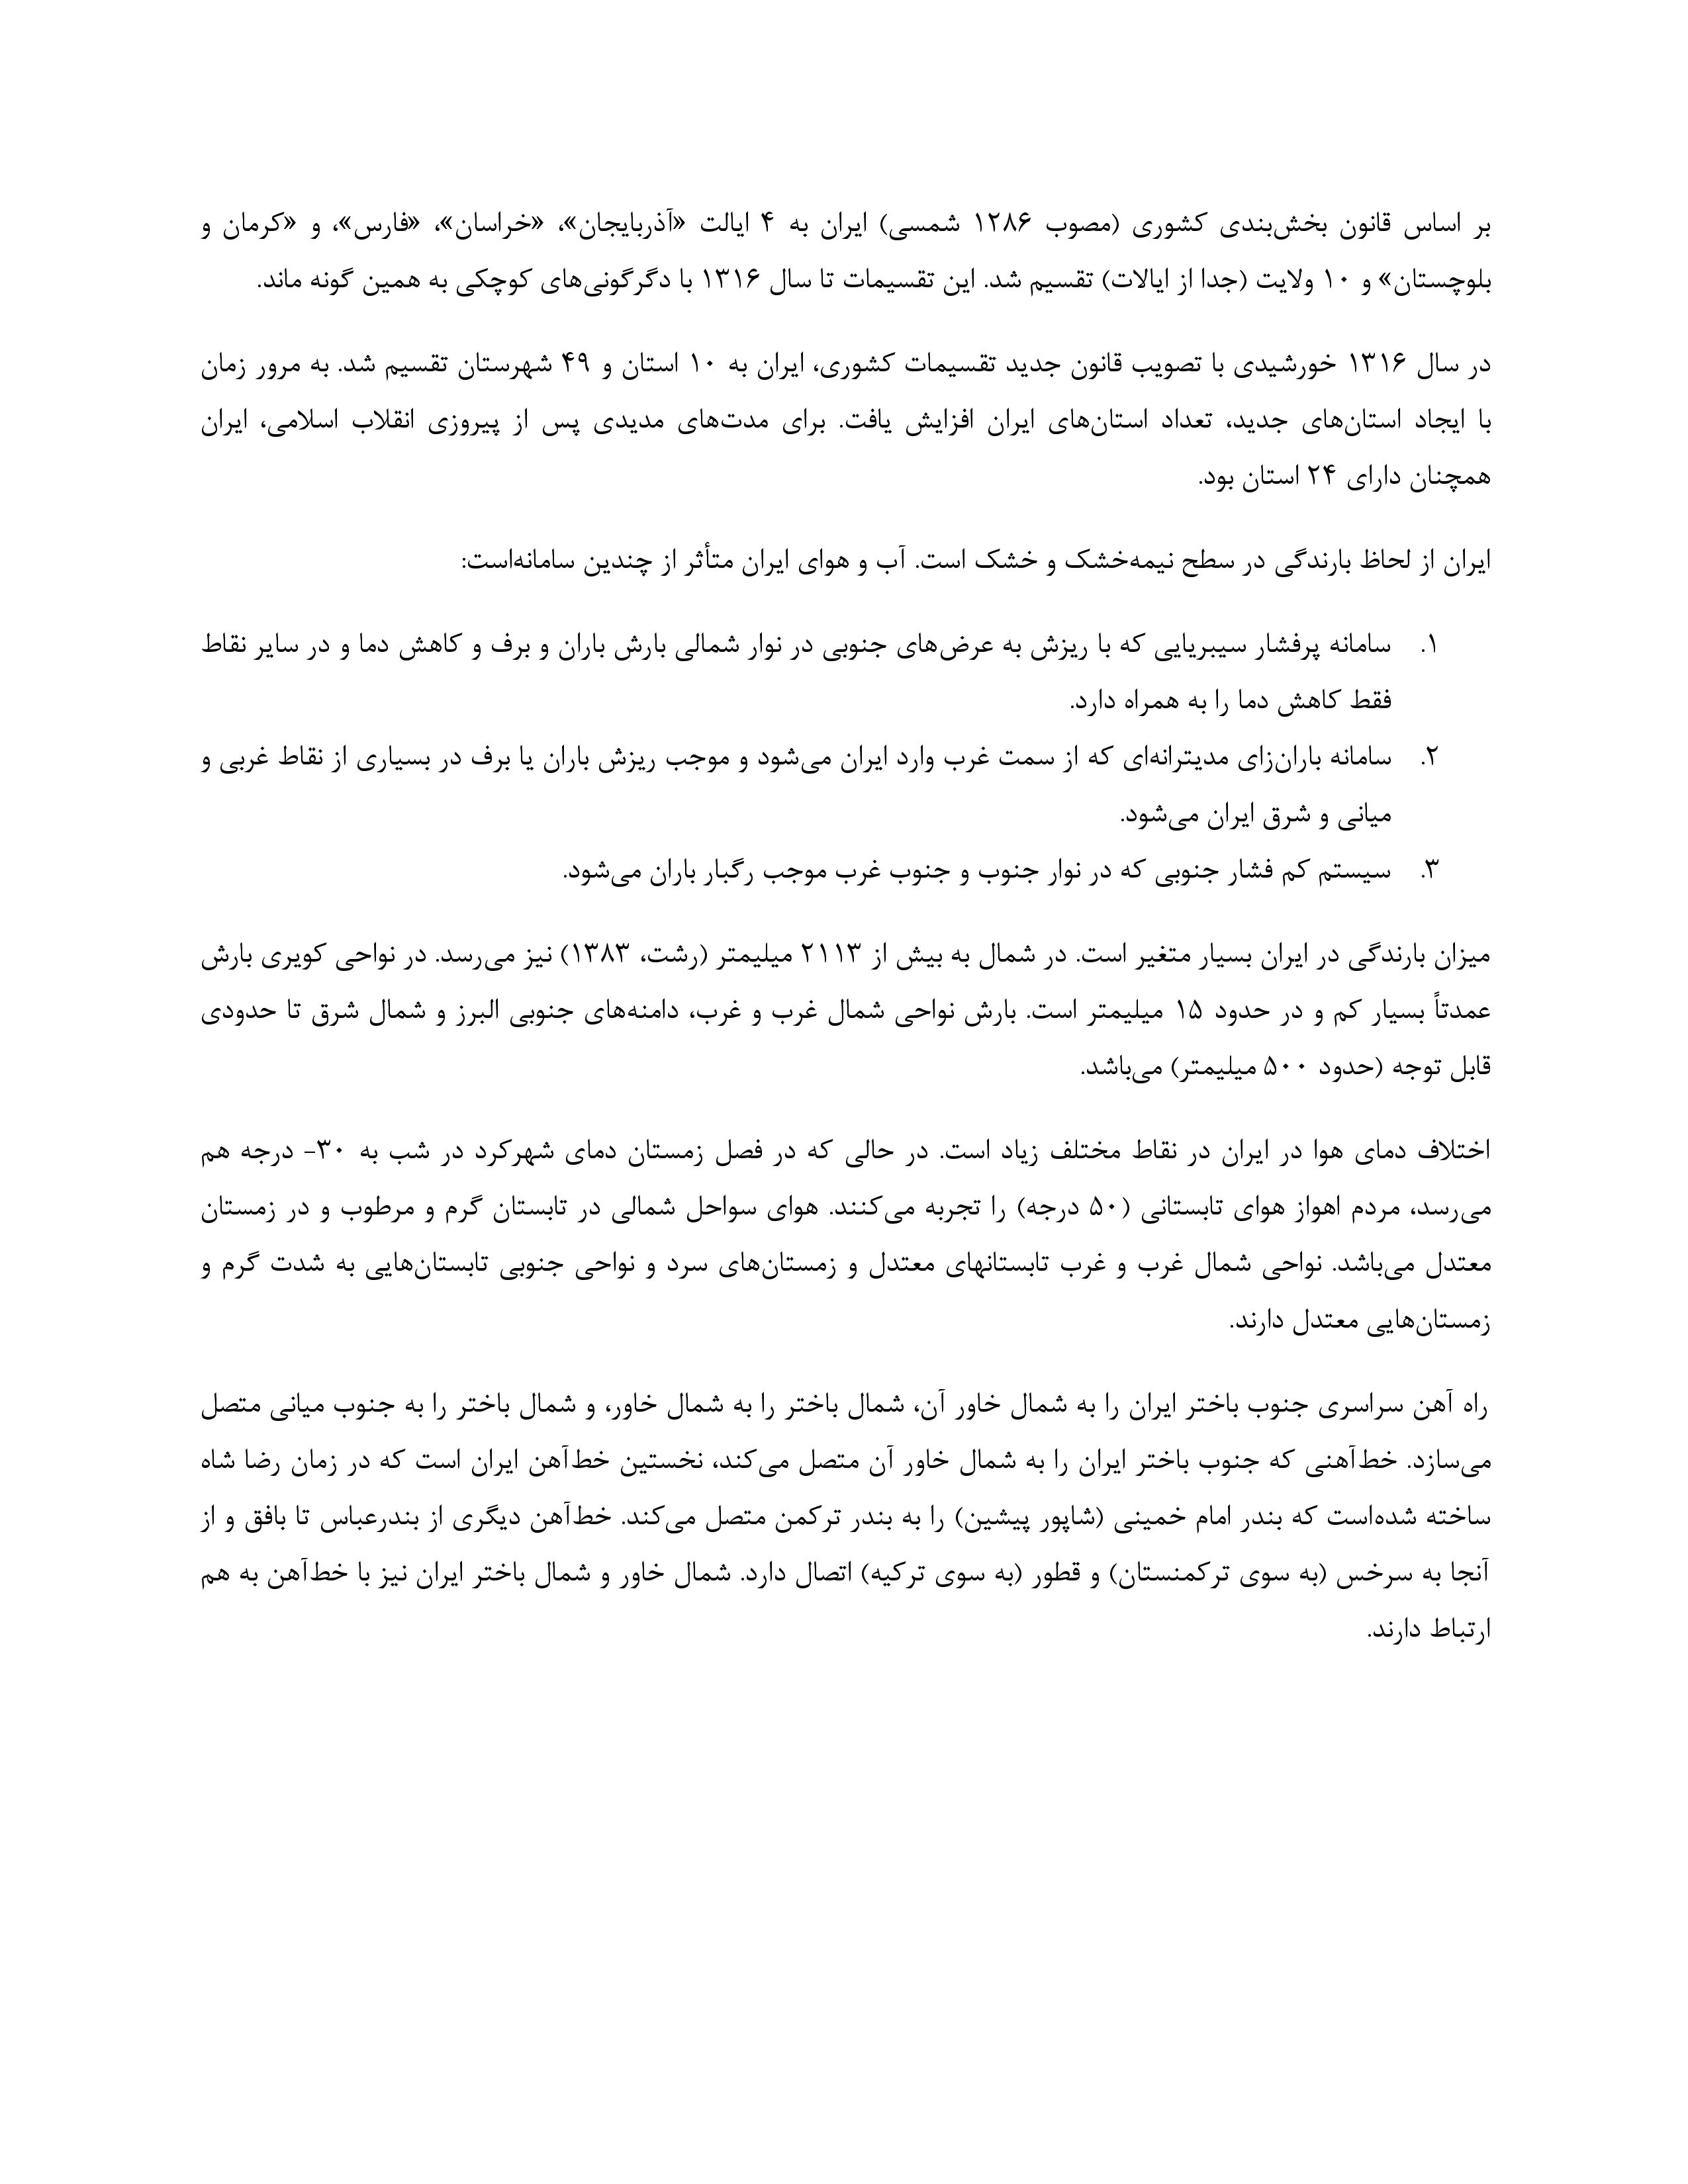 بر اساس قانون بخش‌بندی کشوری (مصوب ۱۲۸۶ شمسی) ایران به ۴ ایالت «آذربایجان»، «خراسان»، «فارس»، و «کرمان و
بلوچستان» و ۱۰ ولایت (جدا از ایالات) تقسیم شد. این تقسیمات تا سال ۱۳۱۶ با دگرگونی‌های کوچکی به همین گونه ماند.
در سال ۱۳۱۶ خورشیدی با تصویب قانون جدید تقسیمات کشوری، ایران به ۱۰ استان و ۴۹ شهرستان تقسیم شد. به مرور زمان
با ایجاد استان‌های جدید، تعداد استان‌های ایران افزایش یافت. برای مدت‌های مدیدی پس از پیروزی انقلاب اسلامی، ایران
همچنان دارای ۲۴ استان بود.
ایران از لحاظ بارندگی در سطح نیمه‌خشک و خشک است. آب و هوای ایران متأثر از چندین سامانه‌است:
۱. سامانه پرفشار سیبریایی که با ریزش به عرض‌های جنوبی در نوار شمالی بارش باران و برف و کاهش دما و در سایر نقاط
فقط کاهش دما را به همراه دارد.
۲. سامانه باران‌زای مدیترانه‌ای که از سمت غرب وارد ایران می‌شود و موجب ریزش باران یا برف در بسیاری از نقاط غربی و
میانی و شرق ایران می‌شود.
۳. سیستم کم فشار جنوبی که در نوار جنوب و جنوب غرب موجب رگبار باران می‌شود.
میزان بارندگی در ایران بسیار متغیر است. در شمال به بیش از ۲۱۱۳ میلیمتر (رشت، ۱۳۸۳) نیز می‌رسد. در نواحی کویری بارش
عمدتاً بسیار کم و در حدود ۱۵ میلیمتر است. بارش نواحی شمال غرب و غرب، دامنه‌های جنوبی البرز و شمال شرق تا حدودی
قابل توجه (حدود ۵۰۰ میلیمتر) می‌باشد.
اختلاف دمای هوا در ایران در نقاط مختلف زیاد است. در حالی که در فصل زمستان دمای شهرکرد در شب به ۳۰- درجه هم
می‌رسد، مردم اهواز هوای تابستانی (۵۰ درجه) را تجربه می‌کنند. هوای سواحل شمالی در تابستان گرم و مرطوب و در زمستان
معتدل می‌باشد. نواحی شمال غرب و غرب تابستانهای معتدل و زمستان‌های سرد و نواحی جنوبی تابستان‌هایی به شدت گرم و
زمستان‌هایی معتدل دارند.
راه آهن سراسری جنوب باختر ایران را به شمال خاور آن، شمال باختر را به شمال خاور، و شمال باختر را به جنوب میانی متصل
می‌سازد. خط‌آهنی که جنوب باختر ایران را به شمال خاور آن متصل می‌کند، نخستین خط‌آهن ایران است که در زمان رضا شاه
ساخته شده‌است که بندر امام خمینی (شاپور پیشین) را به بندر ترکمن متصل می‌کند. خط‌آهن دیگری از بندرعباس تا بافق و از
آنجا به سرخس (به سوی ترکمنستان) و قطور (به سوی ترکیه) اتصال دارد. شمال خاور و شمال باختر ایران نیز با خط‌آهن به هم
ارتباط دارند.